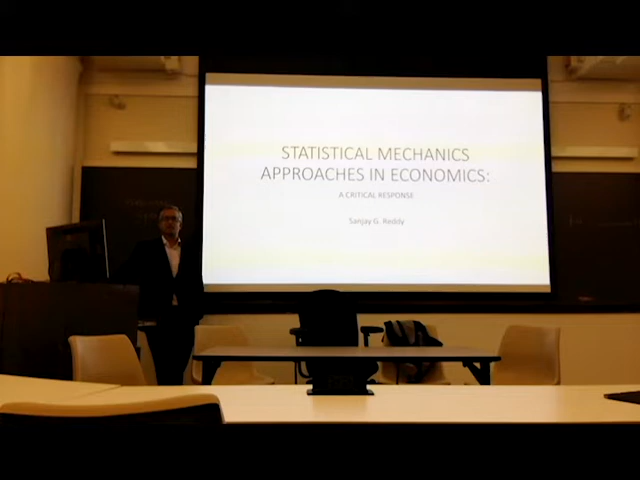 STATISTICAL MECHANICS
APPROACHES IN ECONOMICS:
A CRITICAL RESPONSE
Sanjay G. Reddy